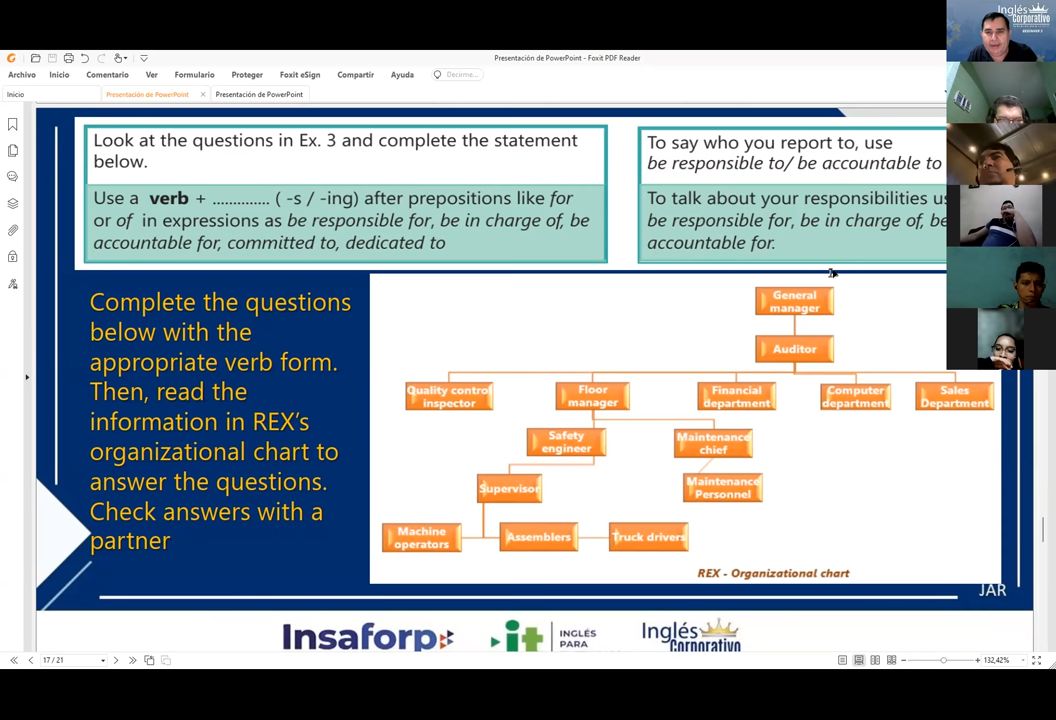 Presentación de PowerPoint - Foxit PDF Reader
Archivo Inicio Comentario Ver Formulario Proteger Foxit eSign Compartir Ayuda Decirme...
Inicio Presentación de PowerPoint Presentación de PowerPoint
Inglés
Corporativo
BEGINNER 2
Look at the questions in Ex. 3 and complete the statement
below.
Use a verb + ............. ( -s / -ing) after prepositions like for
or of in expressions as be responsible for, be in charge of, be
accountable for, committed to, dedicated to
To say who you report to, use
be responsible to/ be accountable to
To talk about your responsibilities us
be responsible for, be in charge of, be
accountable for.
Complete the questions
below with the
appropriate verb form.
Then, read the
information in REX's
organizational chart to
answer the questions.
Check answers with a
partner
General
manager
Auditor
Quality control
inspector
Floor
manager
Financial
department
Computer
department
Sales
Department
Safety
engineer
Maintenance
chief
Supervisor
Maintenance
Personnel
Machine
operators
Assemblers
Truck drivers
REX - Organizational chart
JAR
Insaforp
it
INGLÉS
PARA
Inglés
Corporativo
17 / 21
132,42%